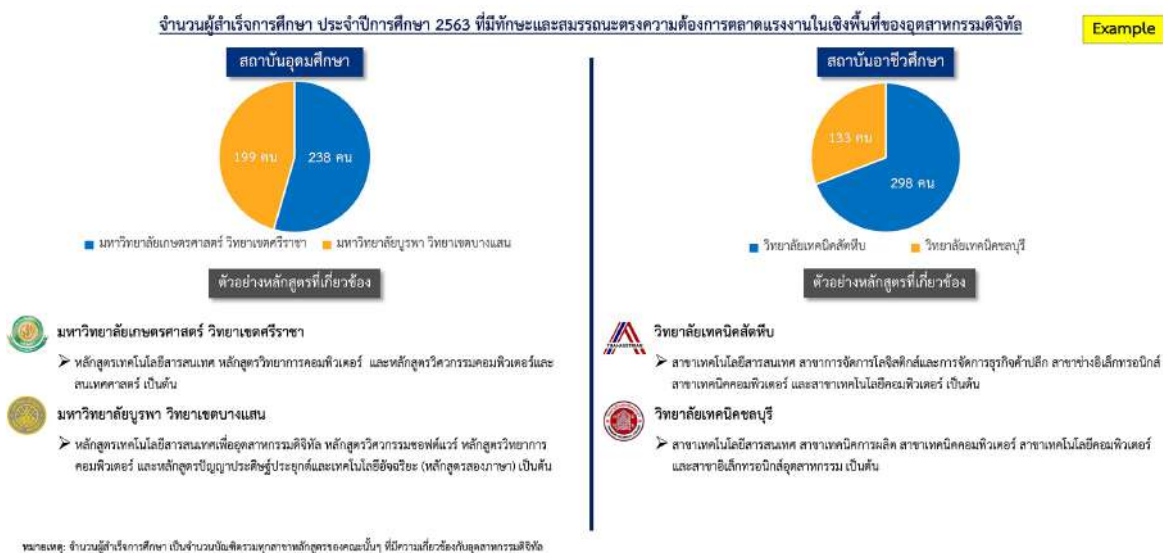 จำนวนผู้สำเร็จการศึกษา ประจำปีการศึกษา 2563 ที่มีทักษะและสมรรถนะตรงความต้องการตลาดแรงงานในเชิงพื้นที่ของอุตสาหกรรมดิจิทัล
Example
สถาบันอุดมศึกษา
199 คน
238 คน
มหาวิทยาลัยเกษตรศาสตร์ วิทยาเขตศรีราชา
มหาวิทยาลัยบูรพา วิทยาเขตบางแสน
ตัวอย่างหลักสูตรที่เกี่ยวข้อง
มหาวิทยาลัยเกษตรศาสตร์ วิทยาเขตศรีราชา
หลักสูตรเทคโนโลยีสารสนเทศ หลักสูตรวิทยาการคอมพิวเตอร์ และหลักสูตรวิศวกรรมคอมพิวเตอร์และ
สนเทศศาสตร์ เป็นต้น
มหาวิทยาลัยบูรพา วิทยาเขตบางแสน
หลักสูตรเทคโนโลยีสารสนเทศเพื่ออุตสาหกรรมดิจิทัล หลักสูตรวิศวกรรมซอฟต์แวร์ หลักสูตรวิทยาการ
คอมพิวเตอร์ และหลักสูตรปัญญาประดิษฐ์ประยุกต์และเทคโนโลยีอัจฉริยะ (หลักสูตรสองภาษา) เป็นต้น
สถาบันอาชีวศึกษา
133 คน
298 คน
วิทยาลัยเทคนิคสัตหีบ
วิทยาลัยเทคนิคชลบุรี
ตัวอย่างหลักสูตรที่เกี่ยวข้อง
วิทยาลัยเทคนิคสัตหีบ
สาขาเทคโนโลยีสารสนเทศ สาขาการจัดการโลจิสติกส์และการจัดการธุรกิจค้าปลีก สาขาช่างอิเล็กทรอนิกส์
สาขาเทคนิคคอมพิวเตอร์ และสาขาเทคโนโลยีคอมพิวเตอร์ เป็นต้น
วิทยาลัยเทคนิคชลบุรี
สาขาเทคโนโลยีสารสนเทศ สาขาเทคนิคการผลิต สาขาเทคนิคคอมพิวเตอร์ สาขาเทคโนโลยีคอมพิวเตอร์
และสาขาอิเล็กทรอนิกส์อุตสาหกรรม เป็นต้น
หมายเหตุ: จำนวนผู้สำเร็จการศึกษา เป็นจำนวนบัณฑิตรวมทุกสาขาหลักสูตรของคณะนั้นๆ ที่มีความเกี่ยวข้องกับอุตสาหกรรมดิจิทัล